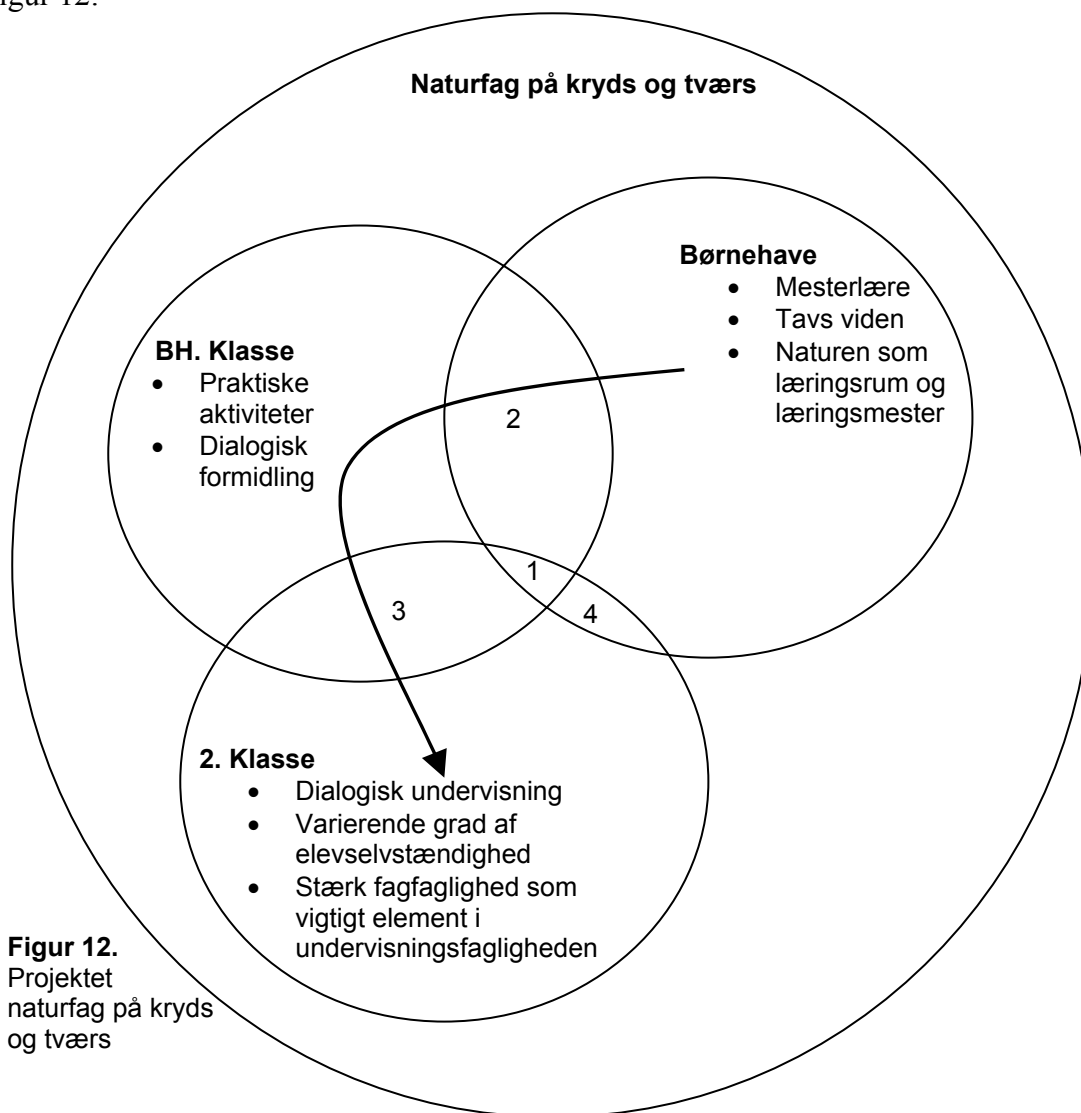 Naturfag på kryds og tværs
Børnehave
• Mesterlære
• Tavs viden
• Naturen som
læringsrum og
læringsmester
BH. Klasse
• Praktiske
aktiviteter
• Dialogisk
formidling
2
1
3
4
2. Klasse
• Dialogisk undervisning
• Varierende grad af
elevselvstændighed
• Stærk fagfaglighed som
vigtigt element i
undervisningsfagligheden
Figur 12.
Projektet
naturfag på kryds
og tværs